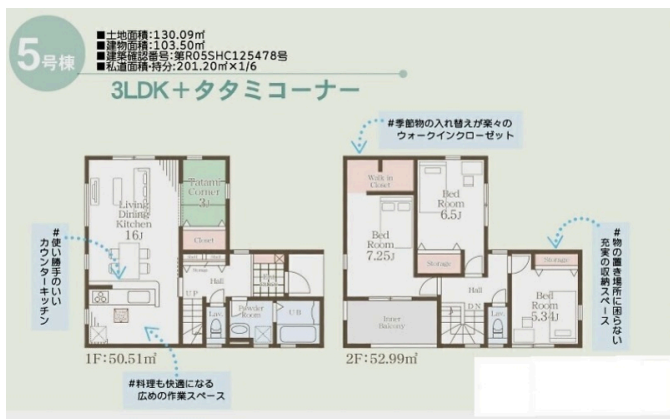 5号棟
■土地面積:130.09㎡
■建物面積:103.50㎡
■建築確認番号:第R05SHC125478号
■私道面積・持分:201.20㎡×1/6
3LDK+タタミコーナー
#季節物の入れ替えが楽々の
ウォークインクローゼット
Living
Dining
Kitchen
16J
Tatami
Corner
3J
Closet
Storage
Hall
UP
Lav.
Powder
Room
UB
#使い勝手のいい
カウンターキッチン
1F:50.51㎡
#料理も快適になる
広めの作業スペース
Walk in
Closet
Bed
Room
6.5J
Bed
Room
7.25J
Storage
Hall
DN
Lav.
Storage
Bed
Room
5.34J
Inner
Balcony
2F:52.99㎡
#物の置き場所に困らない
充実の収納スペース